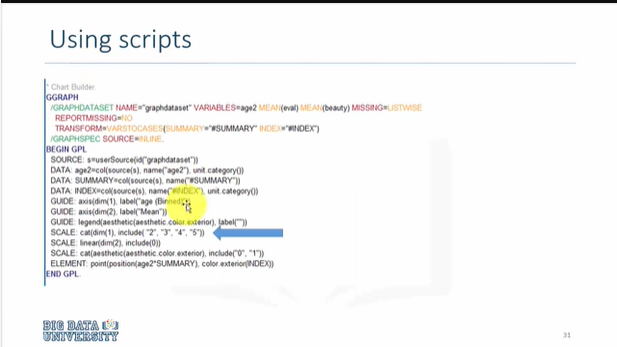 Using scripts
* Chart Builder
GGRAPH
/GRAPHDATASET NAME="graphdataset" VARIABLES=age2 MEAN(eval) MEAN(beauty) MISSING=LISTWISE
REPORTMISSING=NO
TRANSFORM=VARSTOCASES(SUMMARY="#SUMMARY" INDEX="#INDEX")
/GRAPHSPEC SOURCE=INLINE.
BEGIN GPL
SOURCE: s=userSource(id("graphdataset"))
DATA: age2=col(source(s), name("age2"), unit.category())
DATA: SUMMARY=col(source(s), name("#SUMMARY"))
DATA: INDEX=col(source(s), name("#INDEX"), unit.category())
GUIDE: axis(dim(1), label("age (Binned)"))
GUIDE: axis(dim(2), label("Mean"))
GUIDE: legend(aesthetic(aesthetic.color.exterior), label(""))
SCALE: cat(dim(1), include( "2", "3", "4", "5"))
SCALE: linear(dim(2), include(0))
SCALE: cat(aesthetic(aesthetic.color.exterior), include("0", "1"))
ELEMENT: point(position(age2*SUMMARY), color.exterior(INDEX))
END GPL.
BIG DATA
UNIVERSITY
31